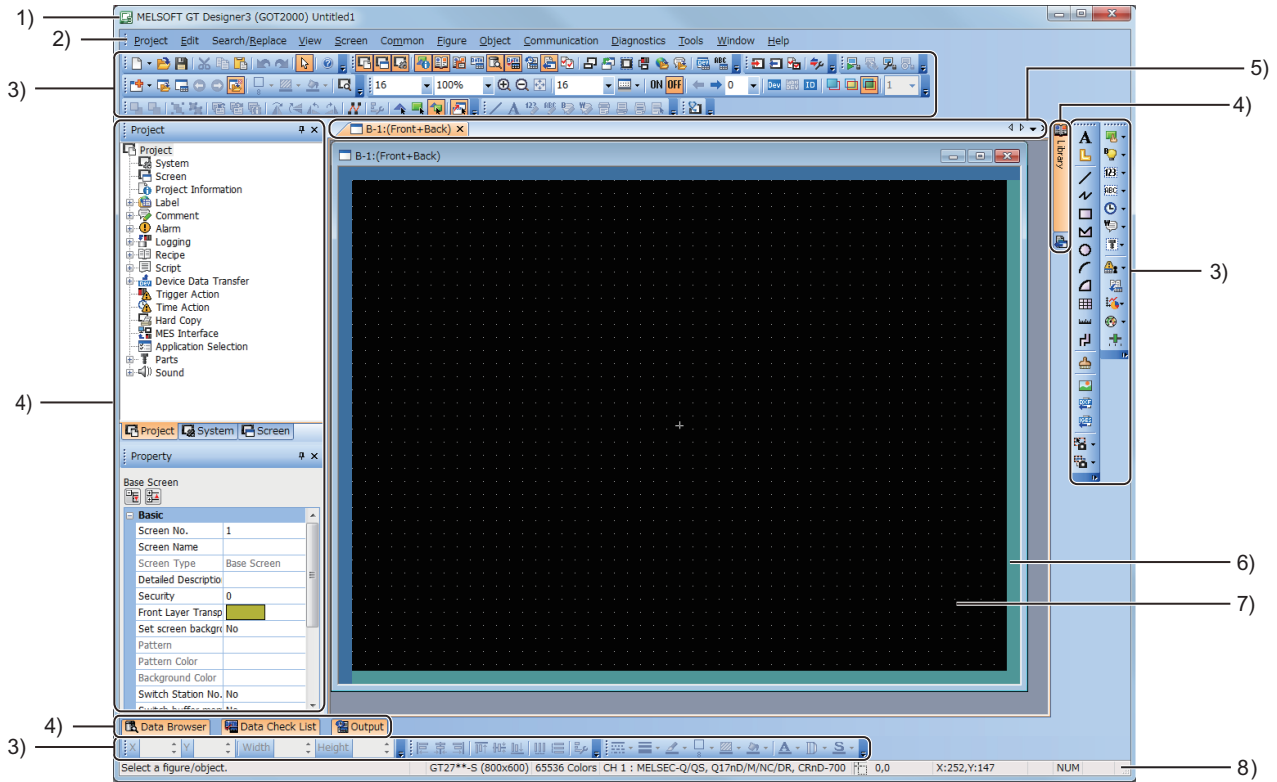 1)
MELSOFT GT Designer3 (GOT2000) Untitled1
2)
Project Edit Search/Replace View Screen Common Figure Object Communication Diagnostics Tools Window Help
3)
16 100% 16 ON OFF 0 Dev ID 1
5)
4)
Project
B-1:(Front+Back)
B-1:(Front+Back)
Library
3)
Project
System
Screen
Project Information
Label
Comment
Alarm
Logging
Recipe
Script
Device Data Transfer
Trigger Action
Time Action
Hard Copy
MES Interface
Application Selection
Parts
Sound
4)
Project System Screen
Property
Base Screen
Basic
Screen No. 1
Screen Name
Screen Type Base Screen
Detailed Descriptio
Security 0
Front Layer Transp
Set screen backgr No
Pattern
Pattern Color
Background Color
Switch Station No. No
6)
7)
4)
Data Browser Data Check List Output
3)
X Y Width Height
Select a figure/object. GT27**-S (800x600) 65536 Colors CH 1 : MELSEC-Q/QS, Q17nD/M/NC/DR, CRnD-700 0,0 X:252,Y:147 NUM
8)